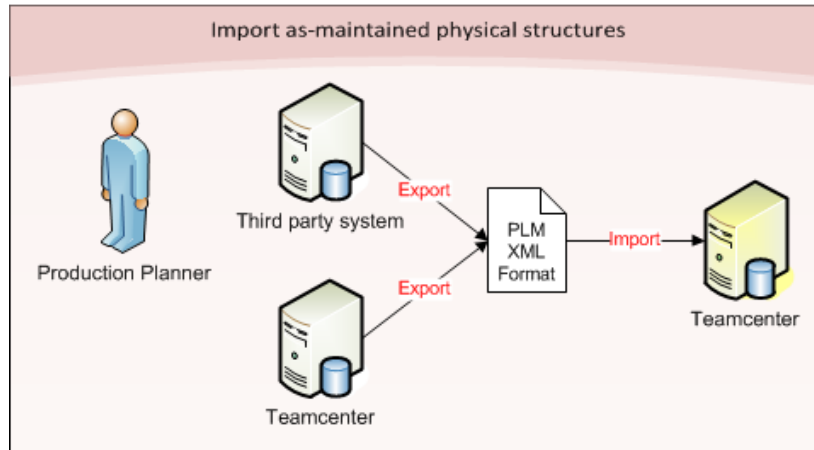 Import as-maintained physical structures
Export
Third party system
PLM
XML
Format
Import
Production Planner
Export
Teamcenter
Teamcenter